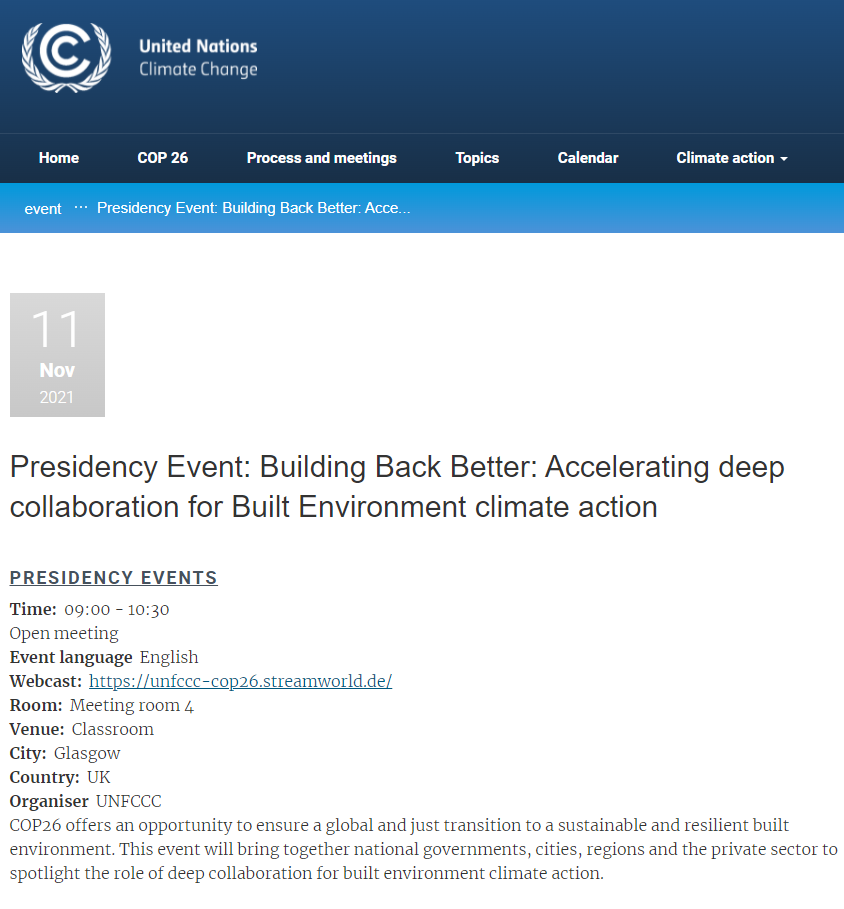 United Nations
Climate Change
Home COP 26 Process and meetings Topics Calendar Climate action
event ... Presidency Event: Building Back Better: Acce...
11
Nov
2021
Presidency Event: Building Back Better: Accelerating deep
collaboration for Built Environment climate action
PRESIDENCY EVENTS
Time: 09:00 - 10:30
Open meeting
Event language English
Webcast: https://unfccc-cop26.streamworld.de/
Room: Meeting room 4
Venue: Classroom
City: Glasgow
Country: UK
Organiser UNFCCC
COP26 offers an opportunity to ensure a global and just transition to a sustainable and resilient built
environment. This event will bring together national governments, cities, regions and the private sector to
spotlight the role of deep collaboration for built environment climate action.